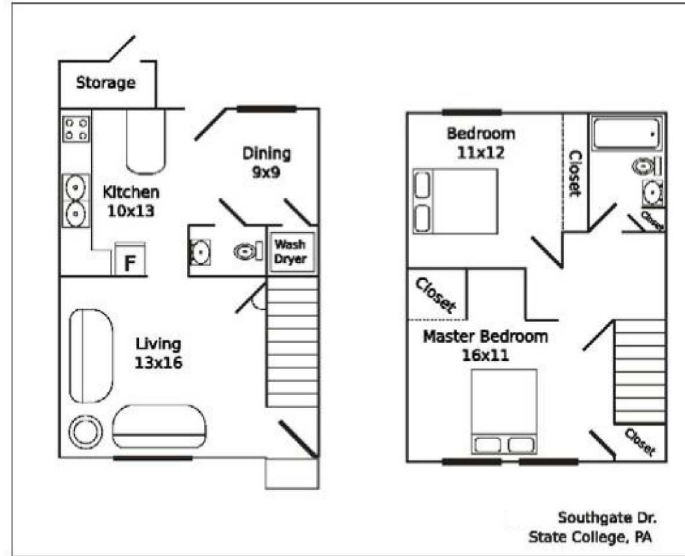 Storage
Dining
9x9
Kitchen
10x13
Wash
Dryer
F
Living
13x16
Bedroom
11x12
Closet
Closet
Closet
Master Bedroom
16x11
Closet
Southgate Dr.
State College, PA